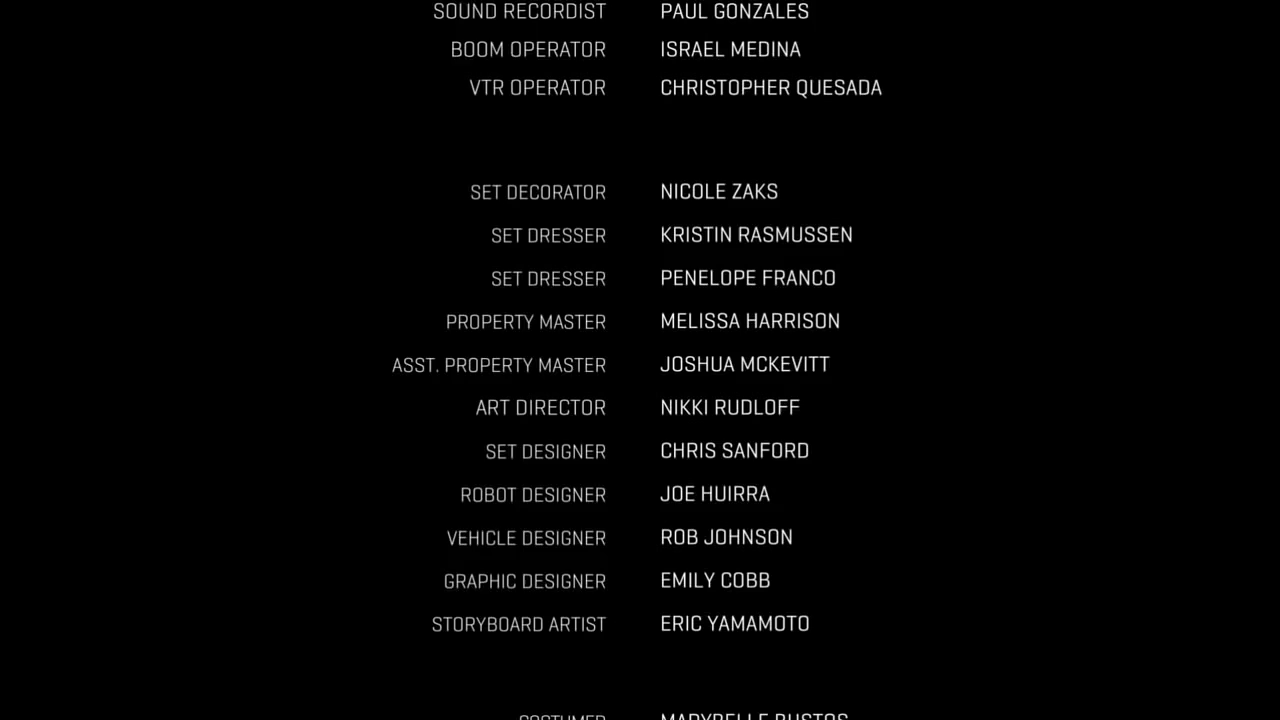 SOUND RECORDIST PAUL GONZALES
BOOM OPERATOR ISRAEL MEDINA
VTR OPERATOR CHRISTOPHER QUESADA
SET DECORATOR NICOLE ZAKS
SET DRESSER KRISTIN RASMUSSEN
SET DRESSER PENELOPE FRANCO
PROPERTY MASTER MELISSA HARRISON
ASST. PROPERTY MASTER JOSHUA MCKEVITT
ART DIRECTOR NIKKI RUDLOFF
SET DESIGNER CHRIS SANFORD
ROBOT DESIGNER JOE HUIRRA
VEHICLE DESIGNER ROB JOHNSON
GRAPHIC DESIGNER EMILY COBB
STORYBOARD ARTIST ERIC YAMAMOTO
COSTUMER MARYBELLE BUSTOS